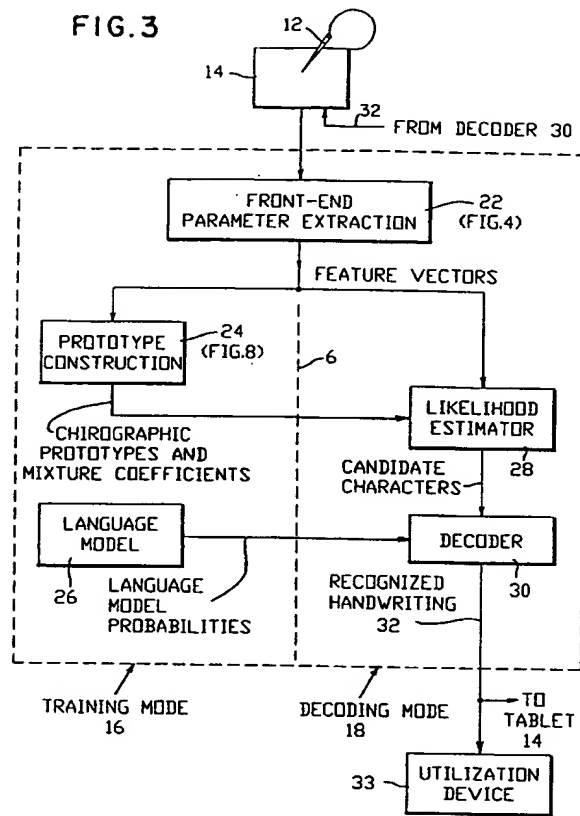 FIG.3
12
14
32
FROM DECODER 30
FRONT-END
PARAMETER EXTRACTION
22
(FIG.4)
FEATURE VECTORS
PROTOTYPE
CONSTRUCTION
24
(FIG.8)
6
LIKELIHOOD
ESTIMATOR
28
CHIROGRAPHIC
PROTOTYPES AND
MIXTURE COEFFICIENTS
CANDIDATE
CHARACTERS
LANGUAGE
MODEL
26
DECODER
30
LANGUAGE
MODEL
PROBABILITIES
RECOGNIZED
HANDWRITING
32
TRAINING MODE
16
DECODING MODE
18
TO
TABLET
14
33
UTILIZATION
DEVICE